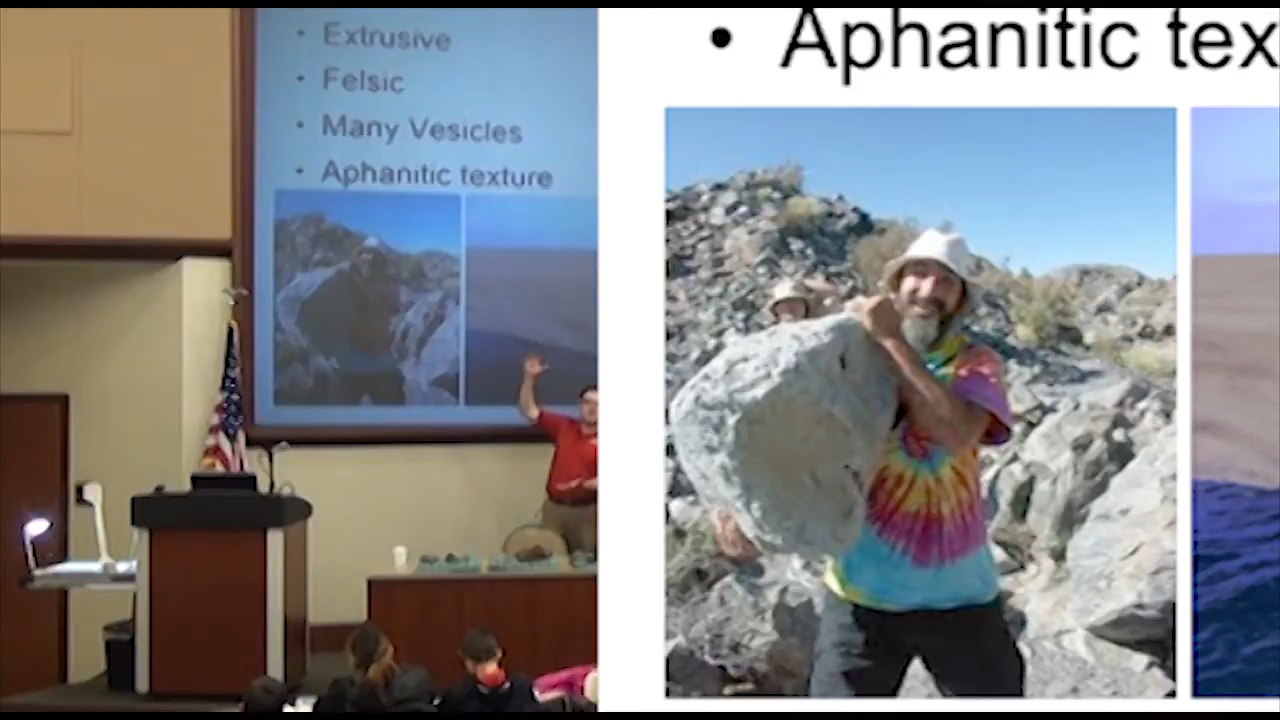 • Extrusive
• Felsic
• Many Vesicles
• Aphanitic texture
• Aphanitic tex